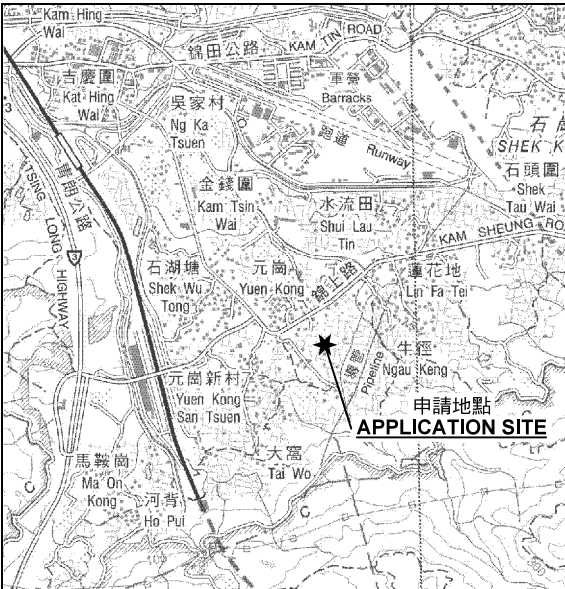 Kam Hing
Wai
錦田公路
KAM TIN ROAD
吉慶圍
Kat Hing
Wai
軍營
Barracks
吳家村
Ng Ka
Tsuen
跑道
Runway
石崗
SHEK K
3
青朗公路
TSING LONG HIGHWAY
3
金錢圍
Kam Tsin
Wai
水流田
Shui Lau
Tin
石頭圍
Shek
Tau Wai
KAM SHEUNG RO
石湖塘
Shek Wu
Tong
元崗
Yuen Kong
錦上路
蓮花地
Lin Fa Tei
牛徑
Ngau Keng
Pipeline
元崗新村
Yuen Kong
San Tsuen
申請地點
APPLICATION SITE
大窩
Tai Wo
馬鞍崗
Ma On
Kong
河背
Ho Pui
C
C